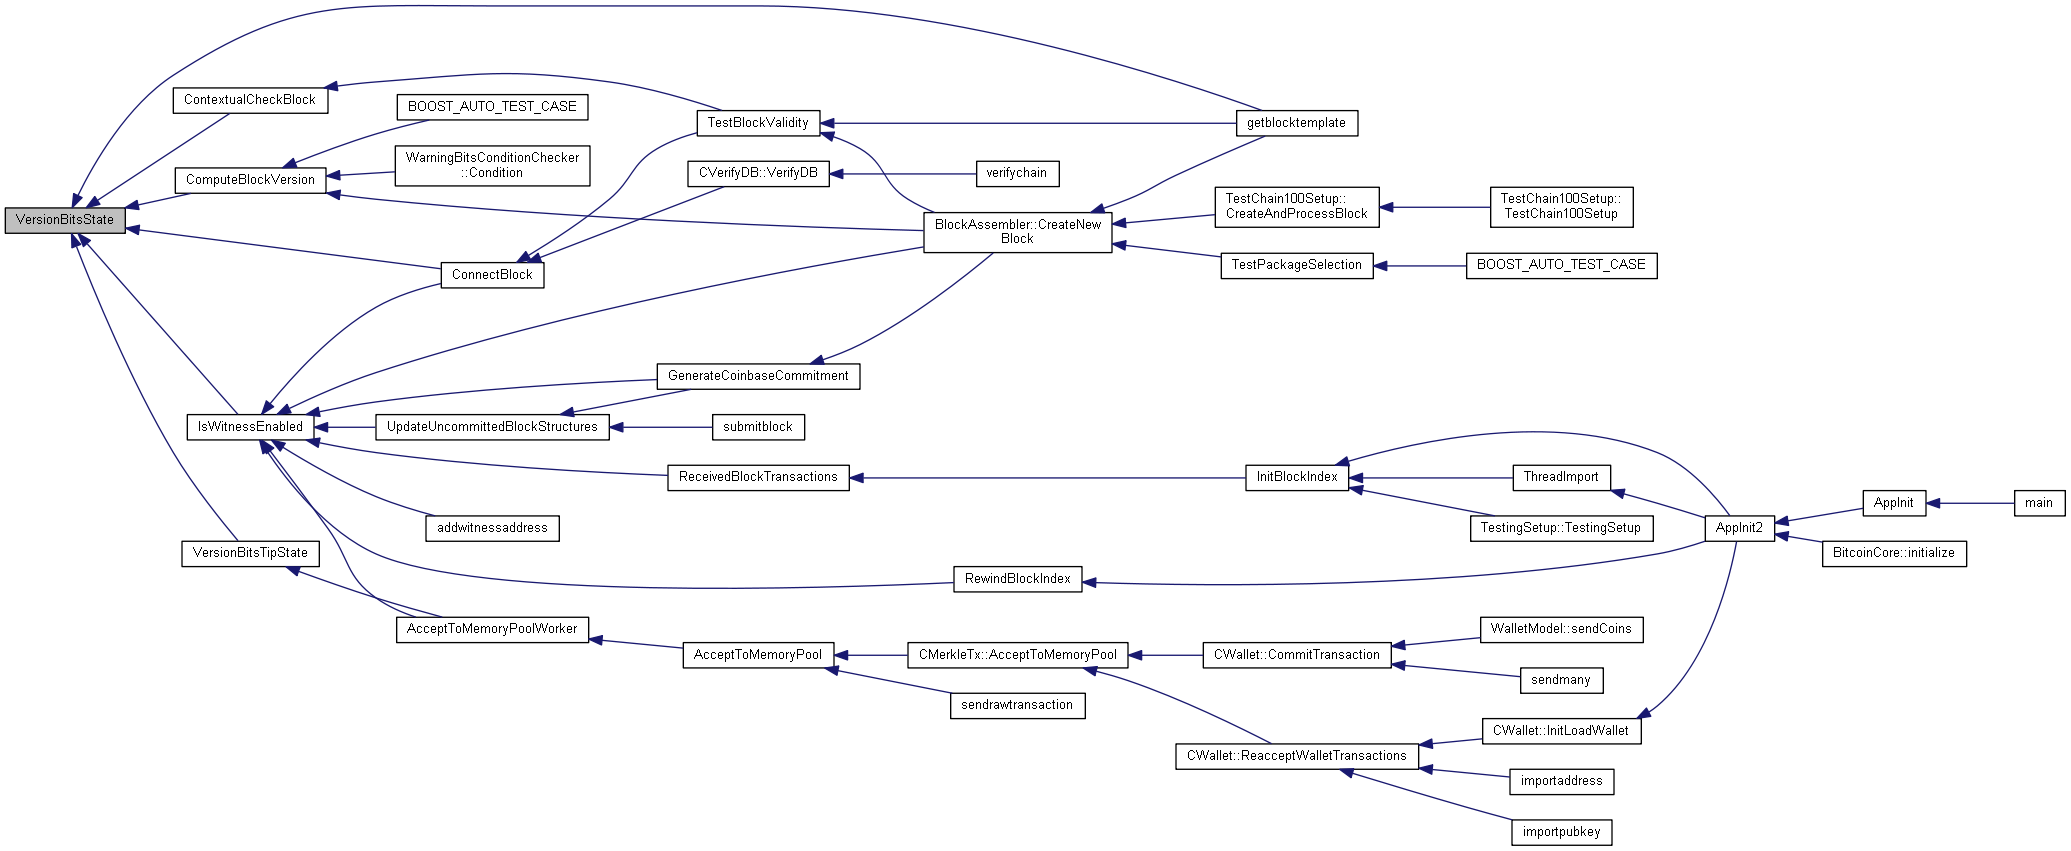 VersionBitsState
ContextualCheckBlock
ComputeBlockVersion
BOOST_AUTO_TEST_CASE
WarningBitsConditionChecker
::Condition
ConnectBlock
IsWitnessEnabled
VersionBitsTipState
TestBlockValidity
CVerifyDB::VerifyDB
verifychain
getblocktemplate
BlockAssembler::CreateNew
Block
TestChain100Setup::
CreateAndProcessBlock
TestChain100Setup::
TestChain100Setup
TestPackageSelection
BOOST_AUTO_TEST_CASE
GenerateCoinbaseCommitment
UpdateUncommittedBlockStructures
submitblock
ReceivedBlockTransactions
InitBlockIndex
ThreadImport
TestingSetup::TestingSetup
AppInit2
AppInit
main
BitcoinCore::initialize
addwitnessaddress
RewindBlockIndex
AcceptToMemoryPoolWorker
AcceptToMemoryPool
CMerkleTx::AcceptToMemoryPool
sendrawtransaction
CWallet::CommitTransaction
WalletModel::sendCoins
sendmany
CWallet::ReacceptWalletTransactions
CWallet::InitLoadWallet
importaddress
importpubkey